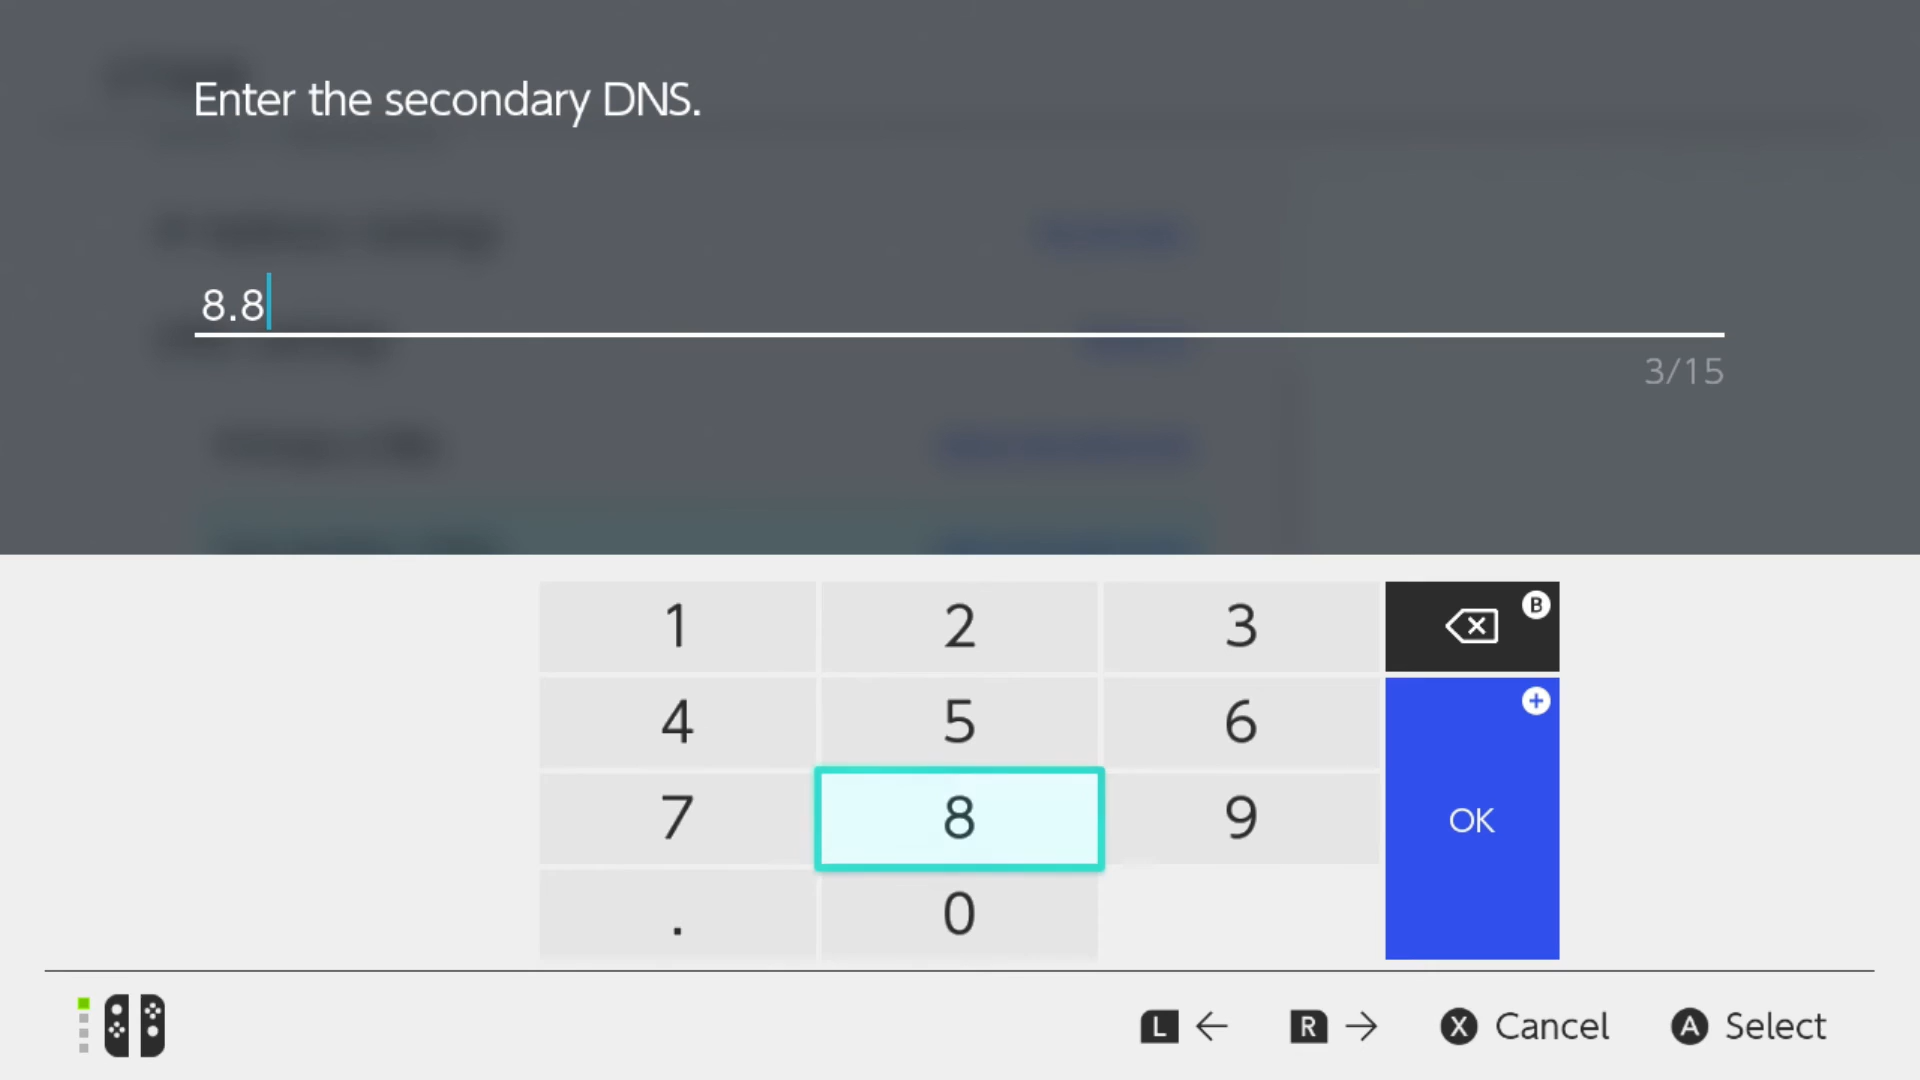 Enter the secondary DNS.
8.8
3/15
1 2 3 B
4 5 6 +
7 8 9 OK
. 0
L ← R → X Cancel A Select